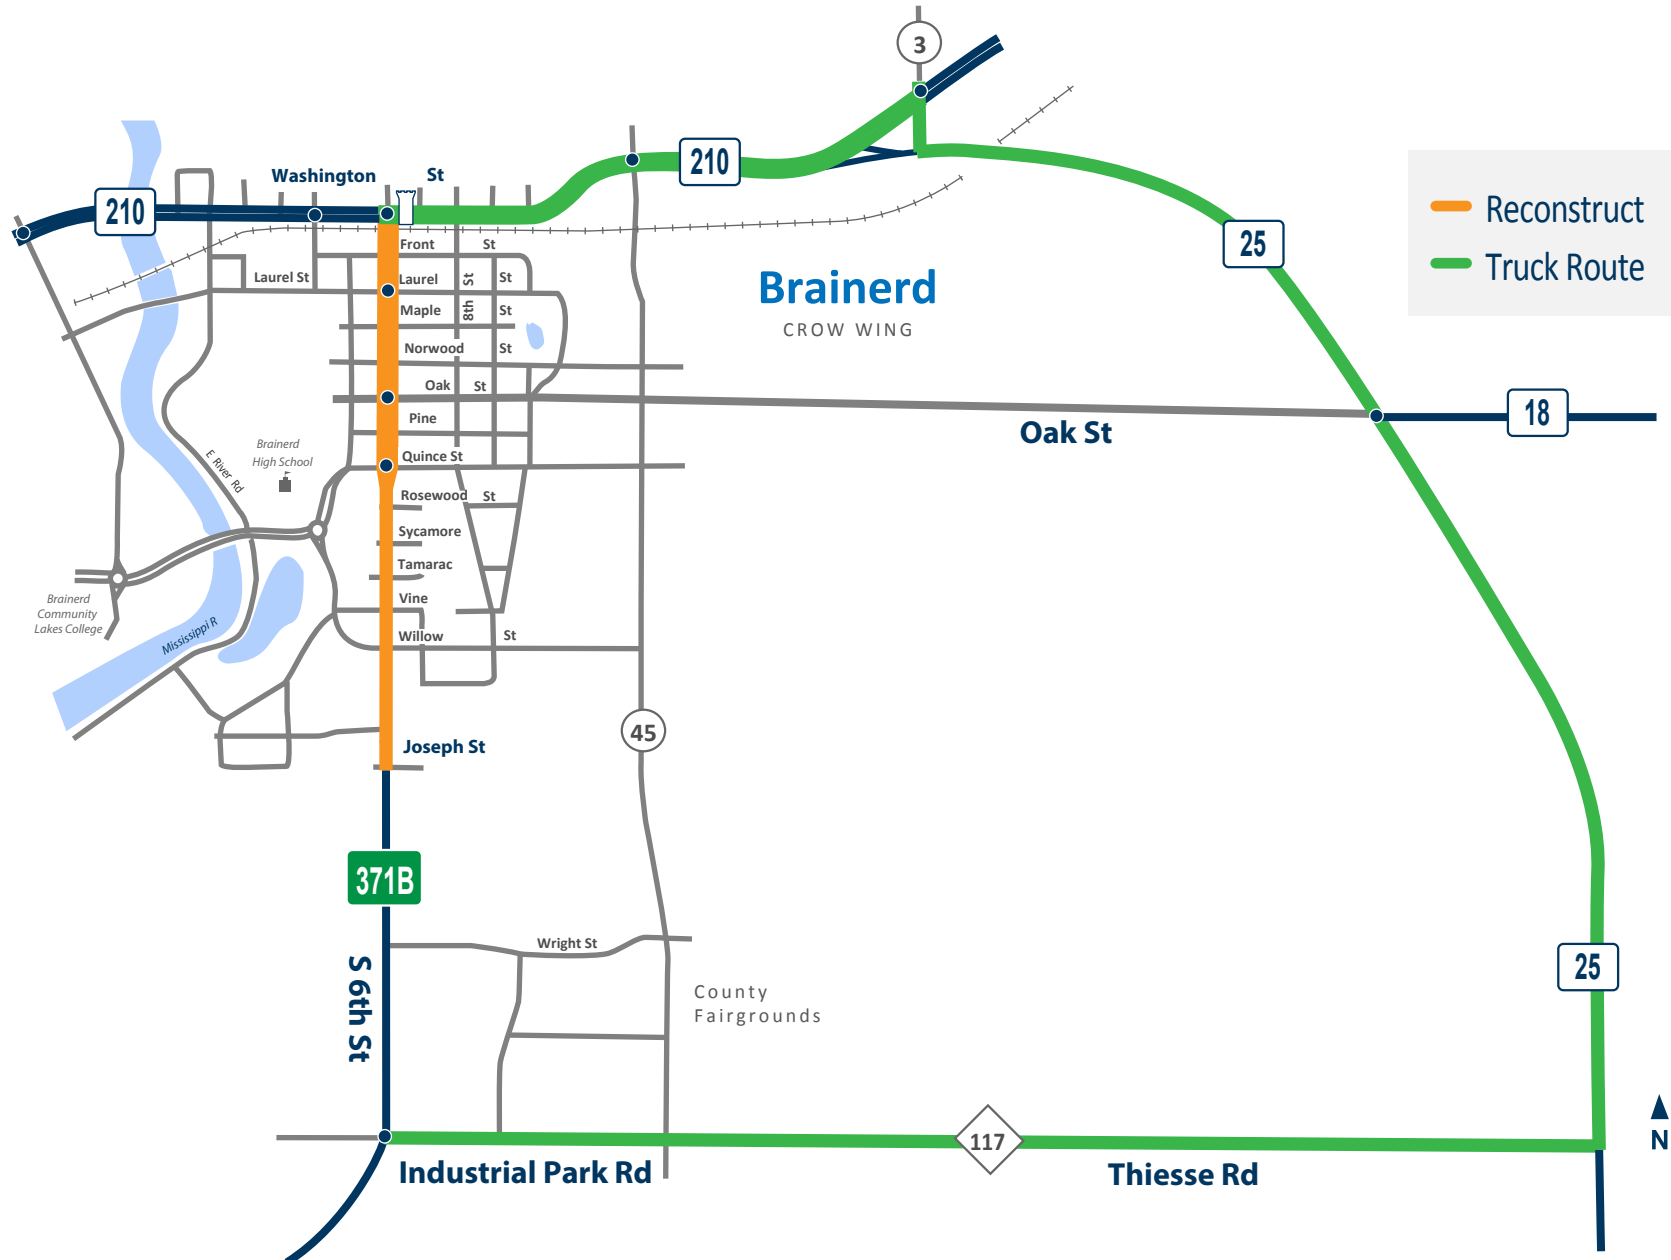 3
Washington St
210
210
25
Reconstruct
Truck Route
Front St
Laurel St
Laurel St
8th St
Maple St
Norwood St
Oak St
Pine
Quince St
Rosewood St
Sycamore
Tamarac
Vine
Willow St
Joseph St
Brainerd
CROW WING
Oak St
18
Brainerd
High School
E River Rd
Brainerd
Community
Lakes College
Mississippi R
45
371B
S 6th St
Wright St
County
Fairgrounds
25
N
117
Industrial Park Rd
Thiesse Rd